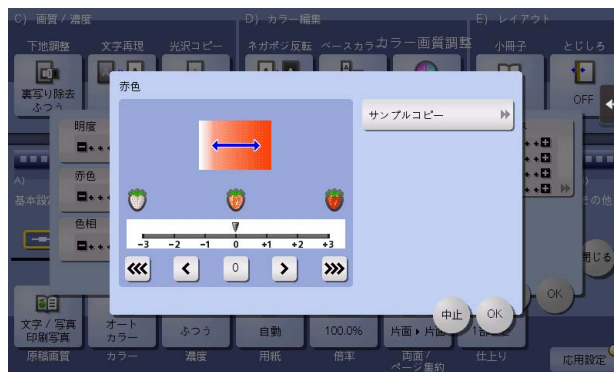 C) 画質 / 濃度
D) カラー編集
E) レイアウト
下地調整
文字再現
光沢コピー
ネガポジ反転
ベースカラー
カラー画質調整
小冊子
とじしろ
裏写り除去
ふつう
OFF
赤色
サンプルコピー
明度
赤色
色相
A)
基本設
その他
-3 -2 -1 0 +1 +2 +3
0
閉じる
OK
中止
OK
文字 / 写真
印刷写真
オート
カラー
ふつう
自動
100.0%
片面
片面
1部
原稿画質
カラー
濃度
用紙
倍率
両面 /
ページ集約
仕上り
応用設定